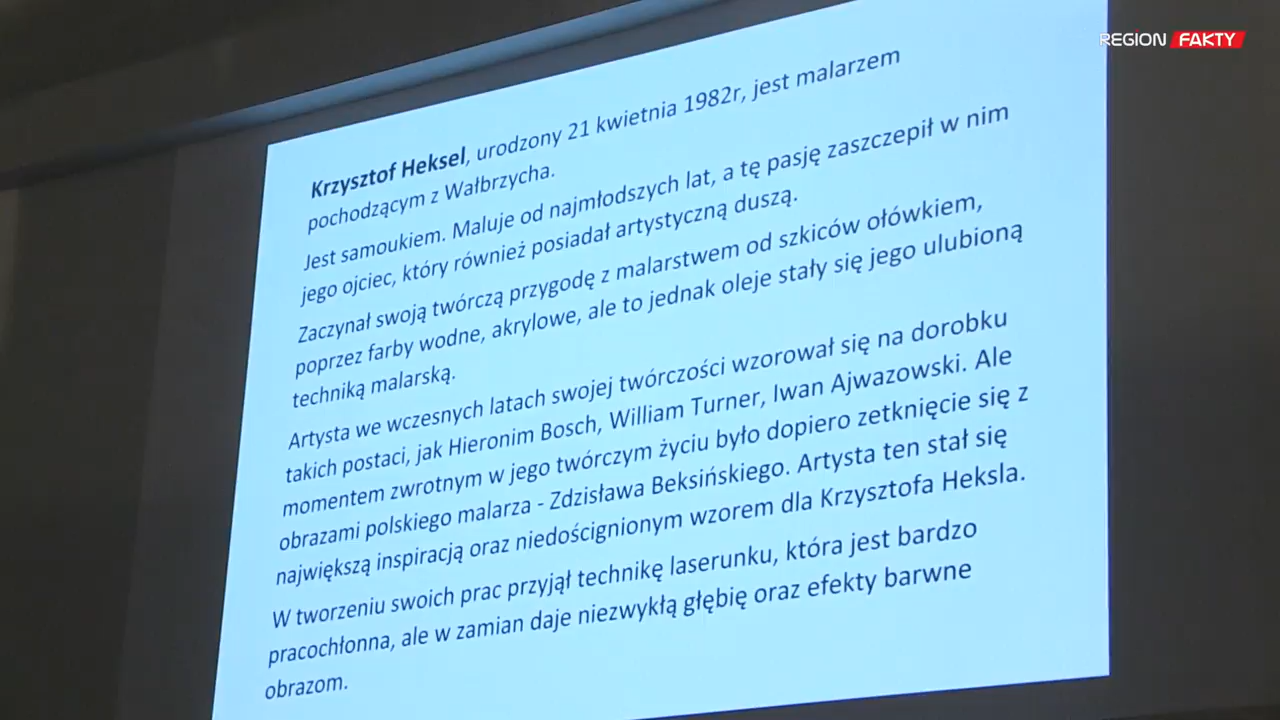 REGION FAKTY
Krzysztof Heksel, urodzony 21 kwietnia 1982r, jest malarzem
pochodzącym z Wałbrzycha.
Jest samoukiem. Maluje od najmłodszych lat, a tę pasję zaszczepił w nim
jego ojciec, który również posiadał artystyczną duszą.
Zaczynał swoją twórczą przygodę z malarstwem od szkiców ołówkiem,
poprzez farby wodne, akrylowe, ale to jednak oleje stały się jego ulubioną
techniką malarską.
Artysta we wczesnych latach swojej twórczości wzorował się na dorobku
takich postaci, jak Hieronim Bosch, William Turner, Iwan Ajwazowski. Ale
momentem zwrotnym w jego twórczym życiu było dopiero zetknięcie się z
obrazami polskiego malarza - Zdzisława Beksińskiego. Artysta ten stał się
największą inspiracją oraz niedoścignionym wzorem dla Krzysztofa Heksla.
W tworzeniu swoich prac przyjął technikę laserunku, która jest bardzo
pracochłonna, ale w zamian daje niezwykłą głębię oraz efekty barwne
obrazom.